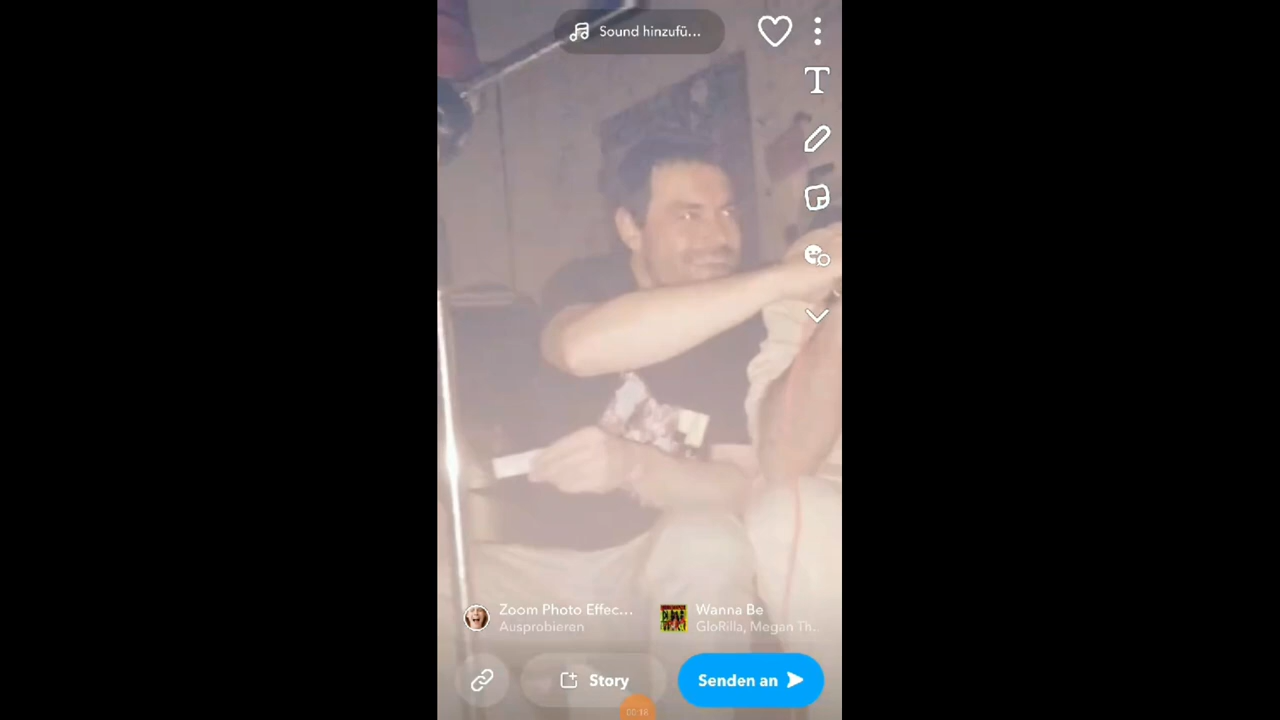 Sound hinzufü...
T
Zoom Photo Effec...
Ausprobieren
Wanna Be
GloRilla, Megan Th...
Story
Senden an